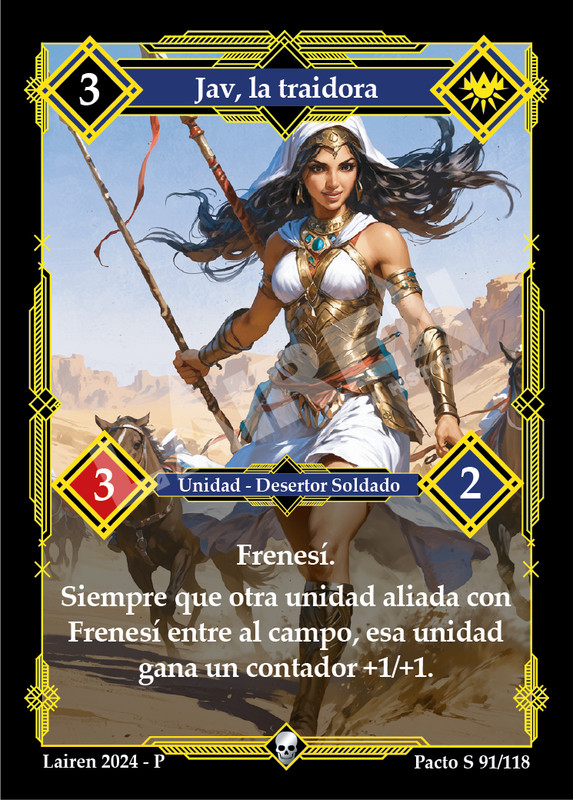 3
Jav, la traidora
3
Unidad - Desertor Soldado
2
Frenesí.
Siempre que otra unidad aliada con
Frenesí entre al campo, esa unidad
gana un contador +1/+1.
Lairen 2024 - P
Pacto S 91/118